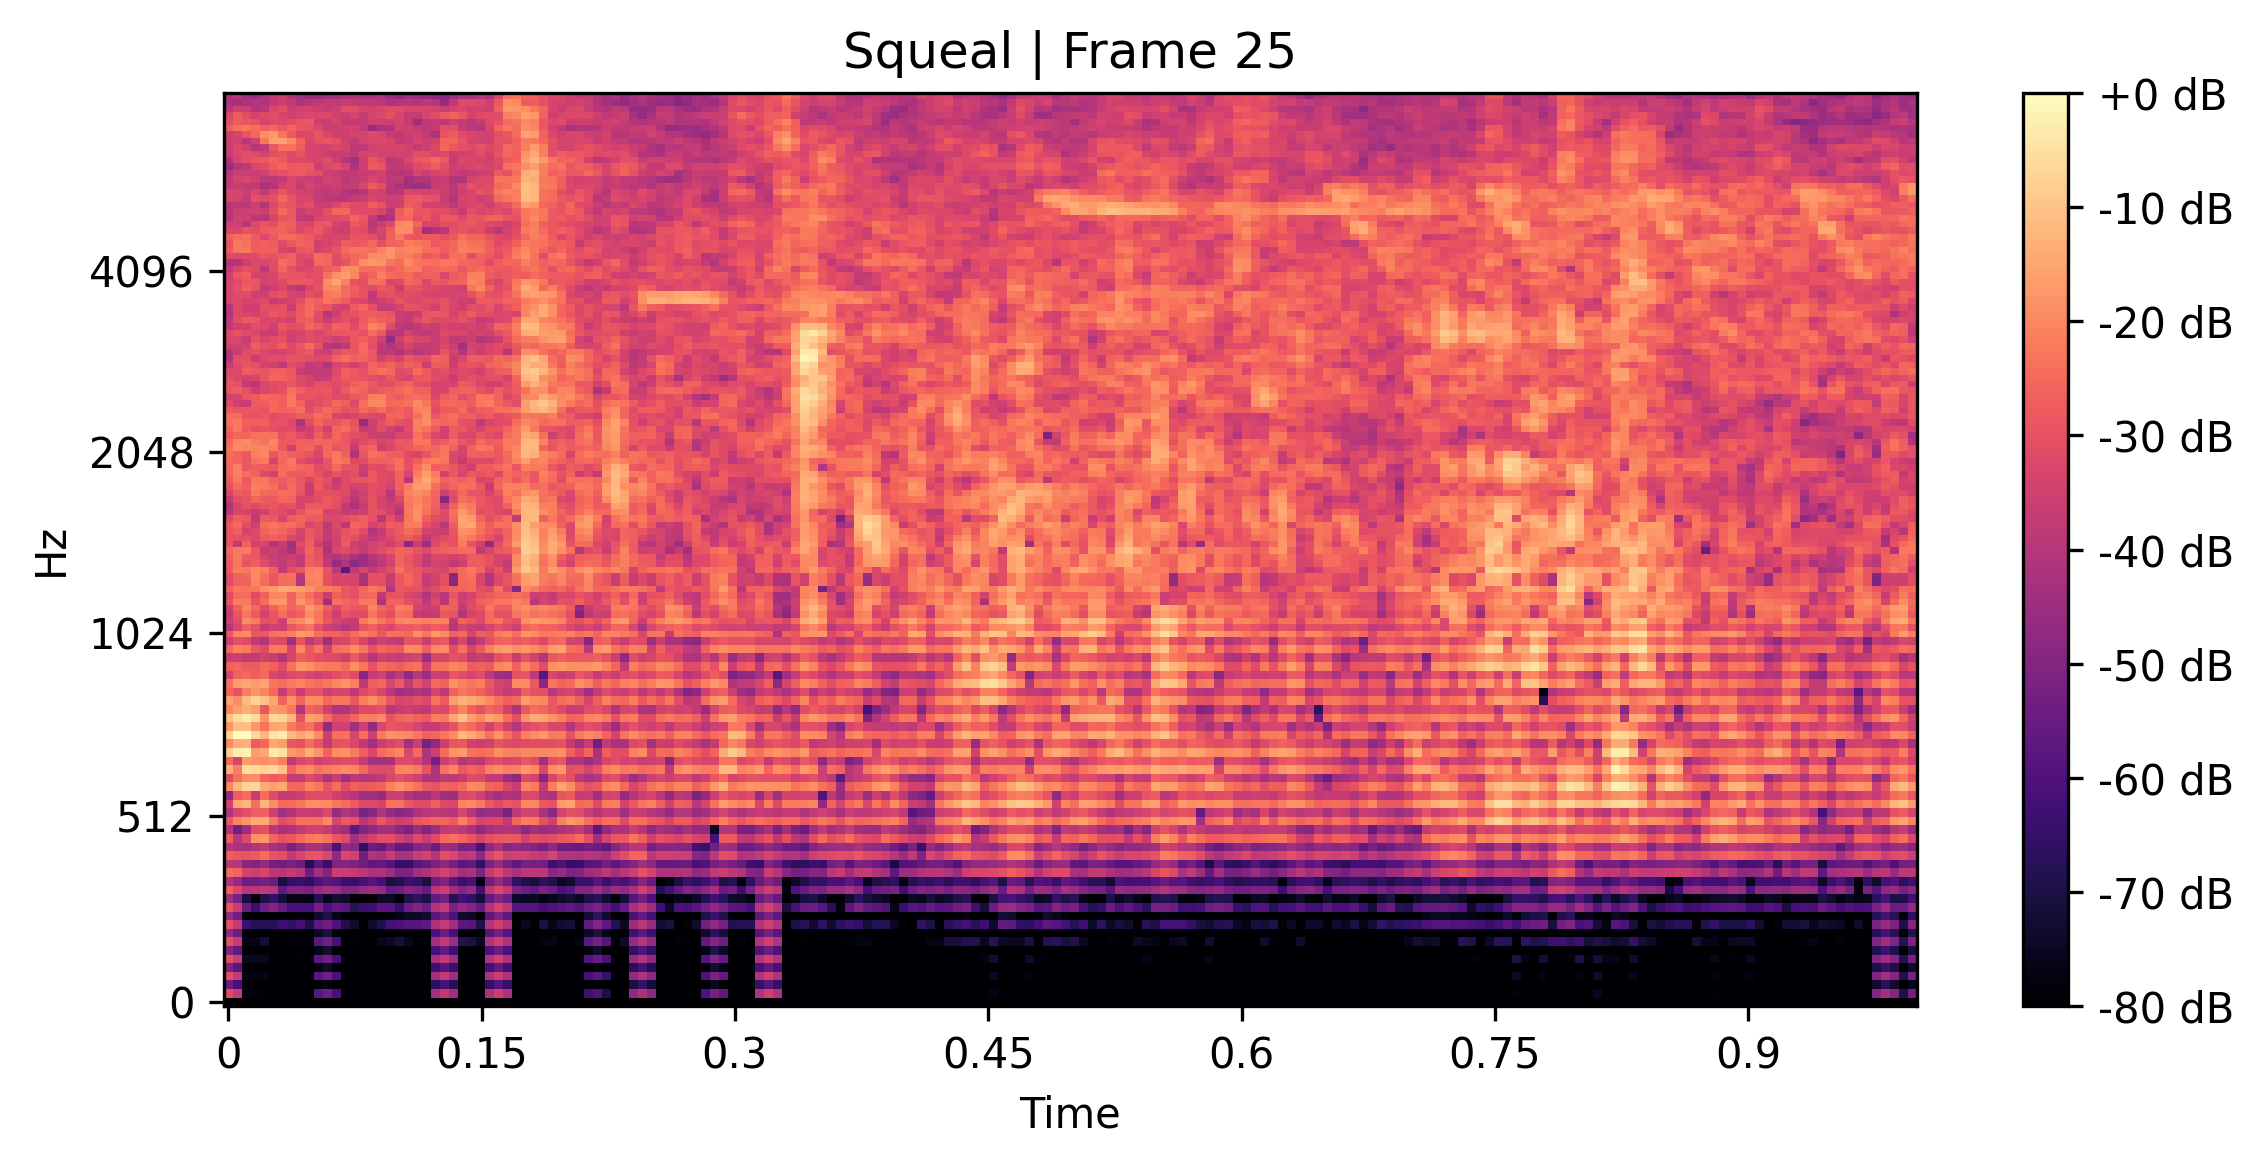 Squeal | Frame 25
Hz
4096
2048
1024
512
0
0 0.15 0.3 0.45 0.6 0.75 0.9
Time
+0 dB
-10 dB
-20 dB
-30 dB
-40 dB
-50 dB
-60 dB
-70 dB
-80 dB